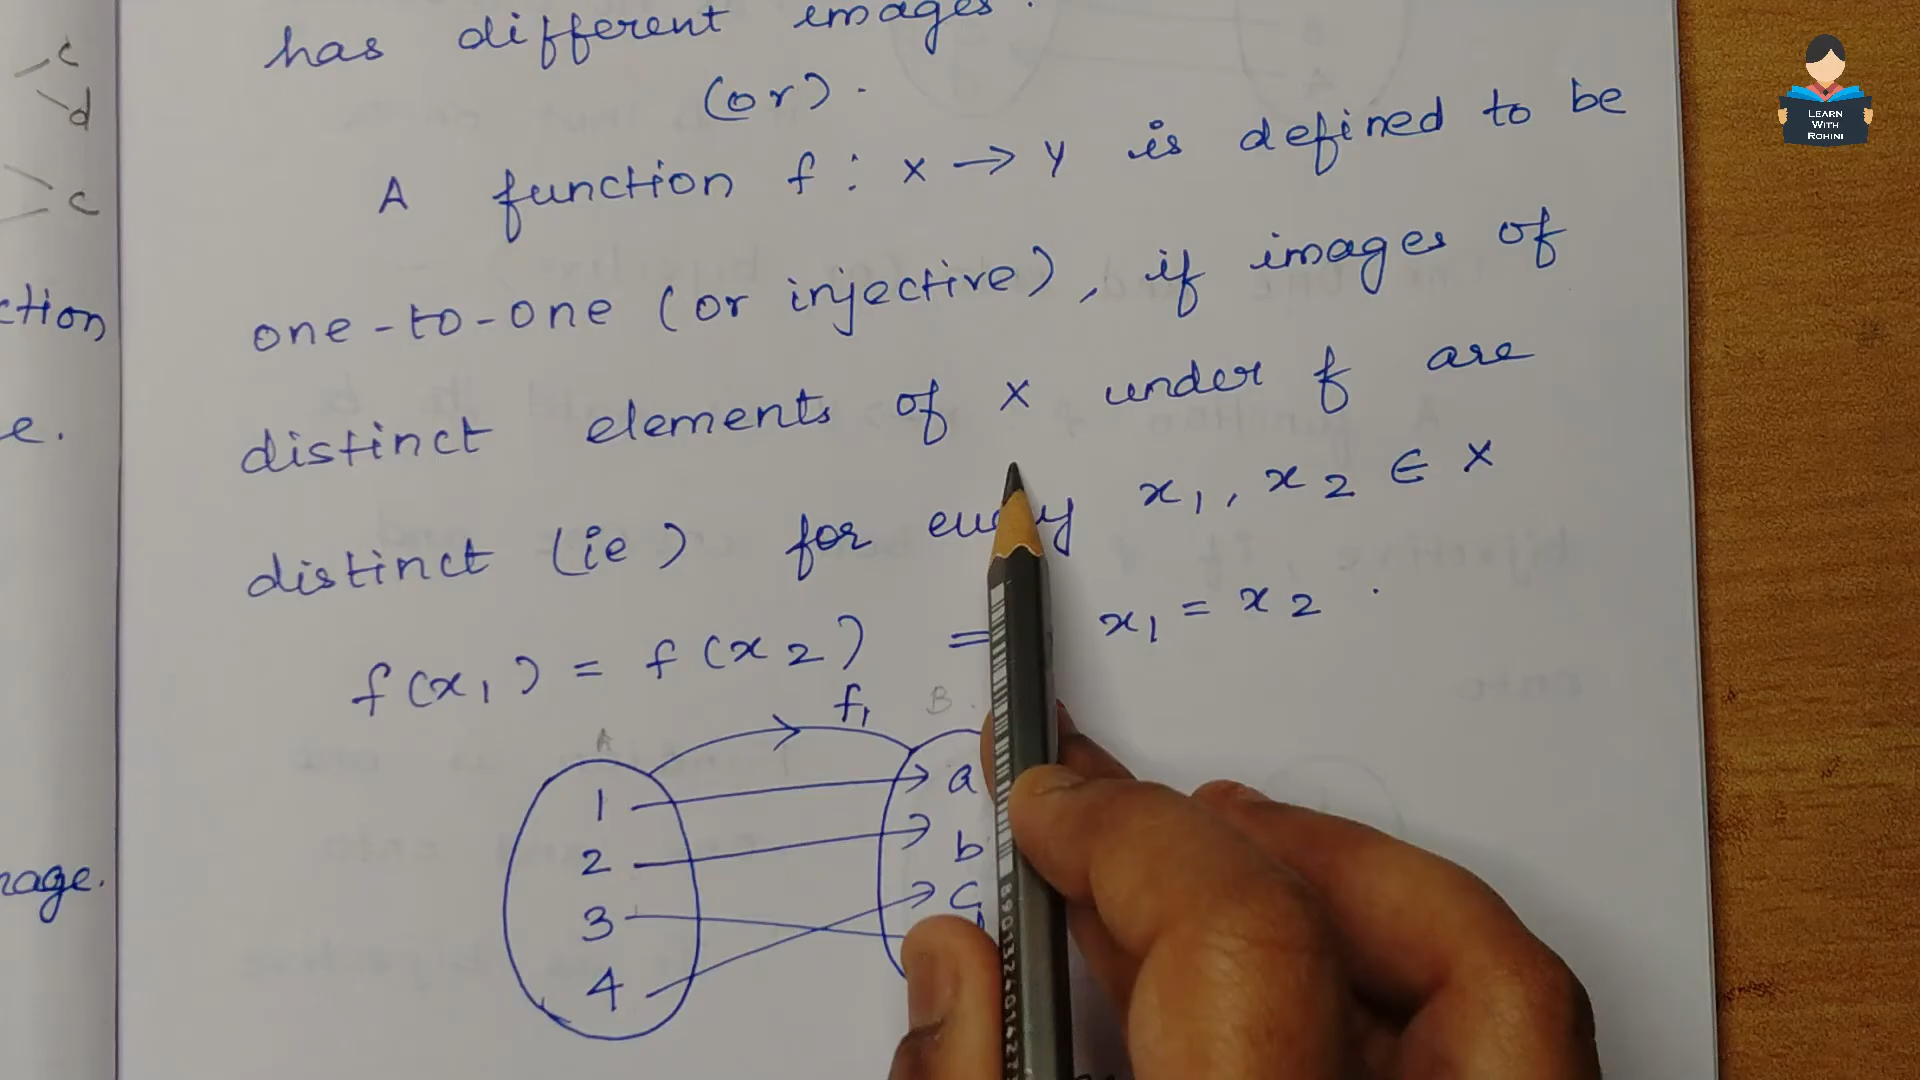 has different images.
(or).
A function f : x → y is defined to be
one-to-one (or injective), if images of
distinct elements of x under f are
distinct (ie) for every x1, x2 ∈ x
f(x1) = f(x2) = x1 = x2 .
f1
A
B
1
2
3
4
a
b
c
c
d
c
ction
e.
LEARN
WITH
ROHINI